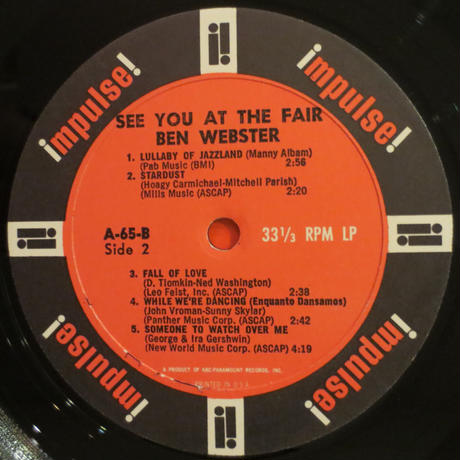 impulse!
i!
impulse!
SEE YOU AT THE FAIR
BEN WEBSTER
1. LULLABY OF JAZZLAND (Manny Albam)
(Pab Music (BMI) 2:56
2. STARDUST
(Hoagy Carmichael-Mitchell Parish)
(Mills Music (ASCAP) 2:20
A-65-B
Side 2
33 1/3 RPM LP
i!
i!
3. FALL OF LOVE
(D. Tiomkin-Ned Washington)
(Leo Feist, Inc. (ASCAP) 2:38
4. WHILE WE'RE DANCING (Enquanto Dansamos)
(John Vroman-Sunny Skylar)
(Panther Music Corp. (ASCAP) 2:42
5. SOMEONE TO WATCH OVER ME
(George & Ira Gershwin)
(New World Music Corp. (ASCAP) 4:19
A PRODUCT OF ABC-PARAMOUNT RECORDS, INC.
PRINTED IN U.S.A.
impulse!
i!
impulse!